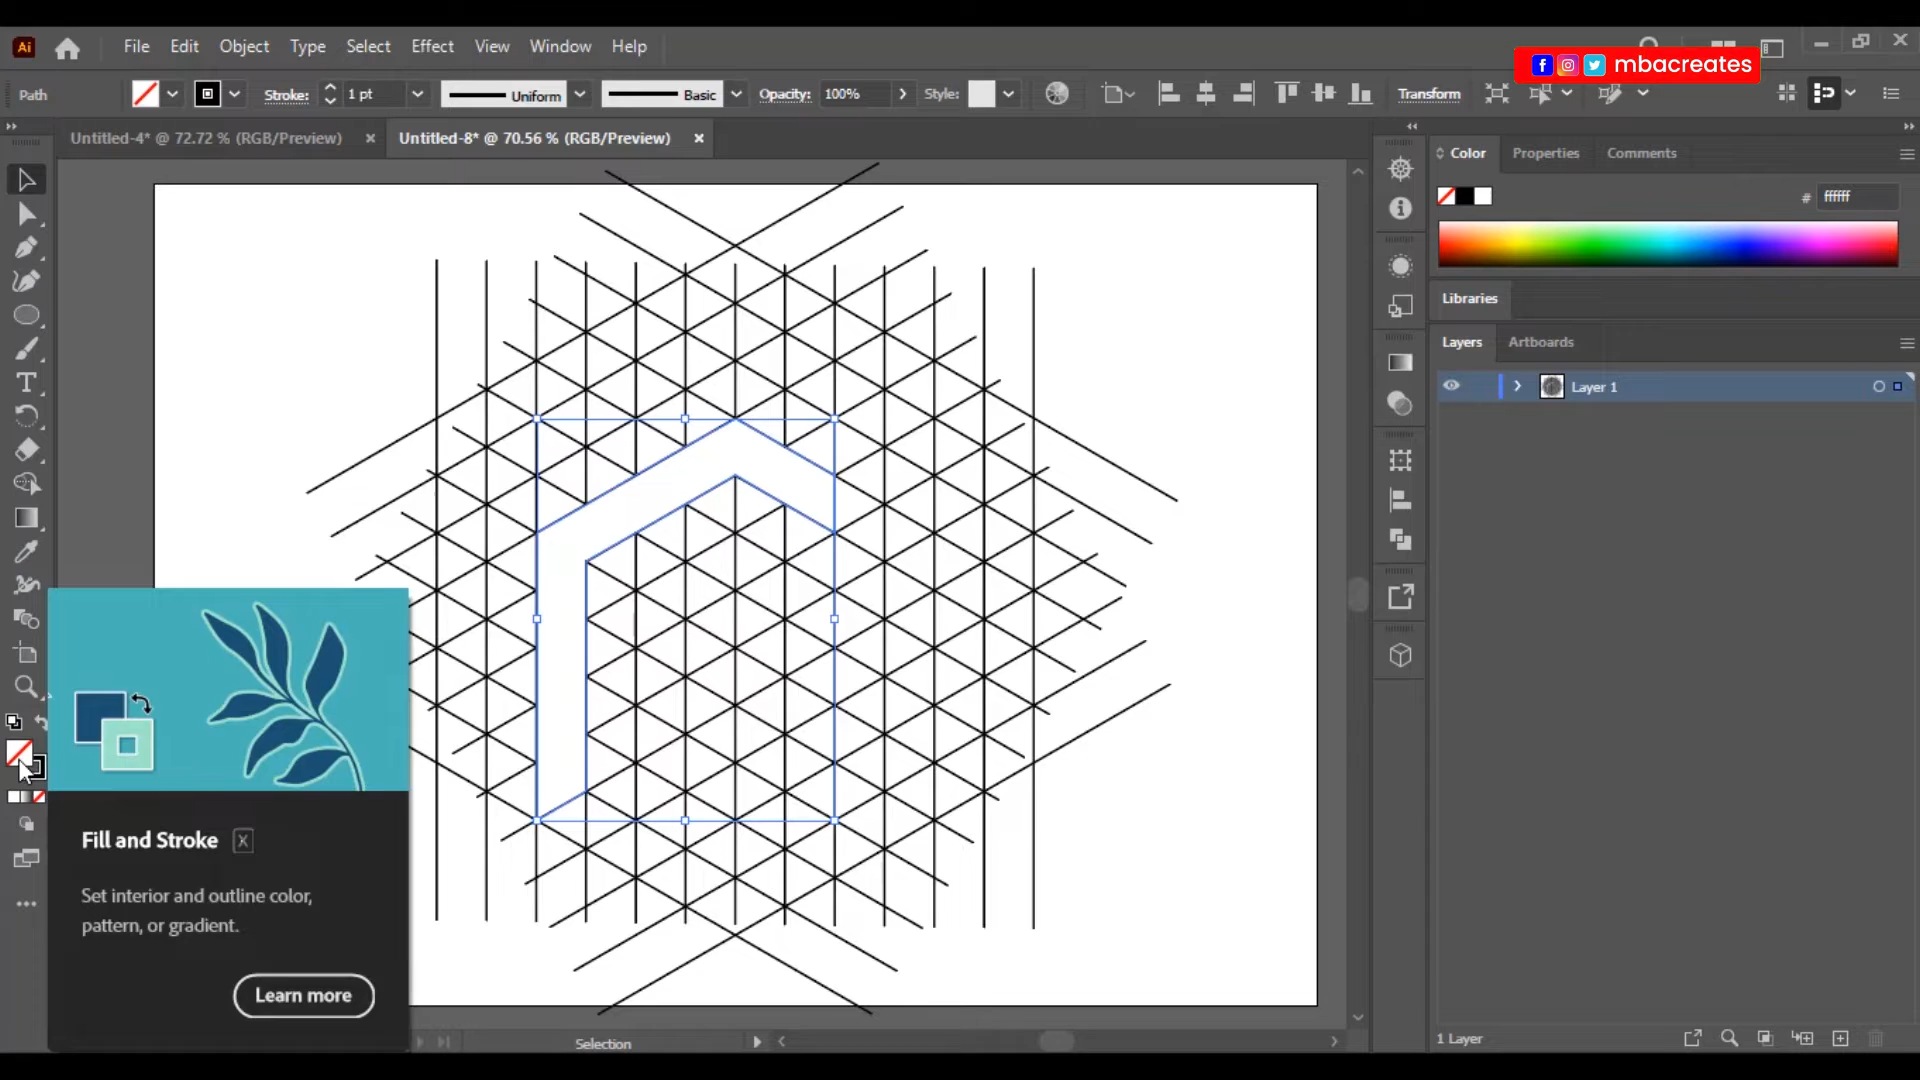 Ai File Edit Object Type Select Effect View Window Help
mbacreates
Path Stroke: 1 pt Uniform Basic Opacity: 100% Style: Transform
Untitled-4* @ 72.72 % (RGB/Preview) Untitled-8* @ 70.56 % (RGB/Preview)
Color Properties Comments
# ffffff
Libraries
Layers Artboards
Layer 1
Fill and Stroke X
Set interior and outline color,
pattern, or gradient.
Learn more
Selection
1 Layer